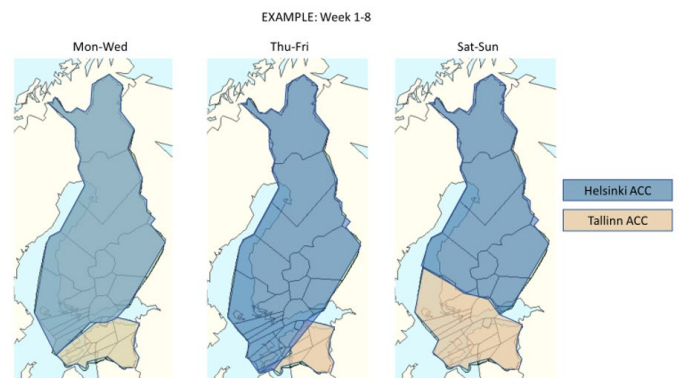 EXAMPLE: Week 1-8
Mon-Wed
Thu-Fri
Sat-Sun
Helsinki ACC
Tallinn ACC